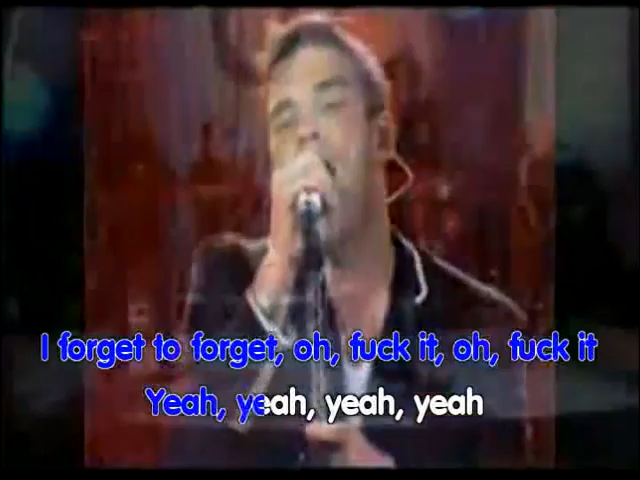 I forget to forget, oh, fuck it, oh, fuck it
Yeah, yeah, yeah, yeah